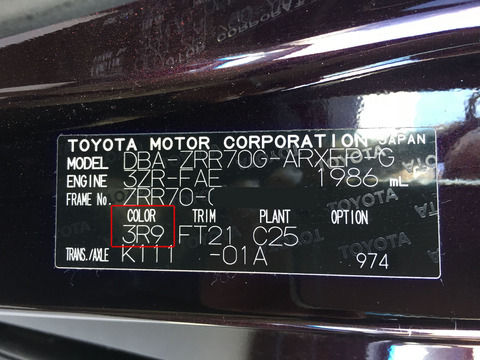 TOYOTA MOTOR CORPORATION JAPAN
MODEL DBA-ZRR70G-ARXEP-G
ENGINE 3ZR-FAE 1986 mL
FRAME No. ZRR70-
COLOR TRIM PLANT OPTION
3R9 FT21 C25
TRANS./AXLE K111 -01A 974